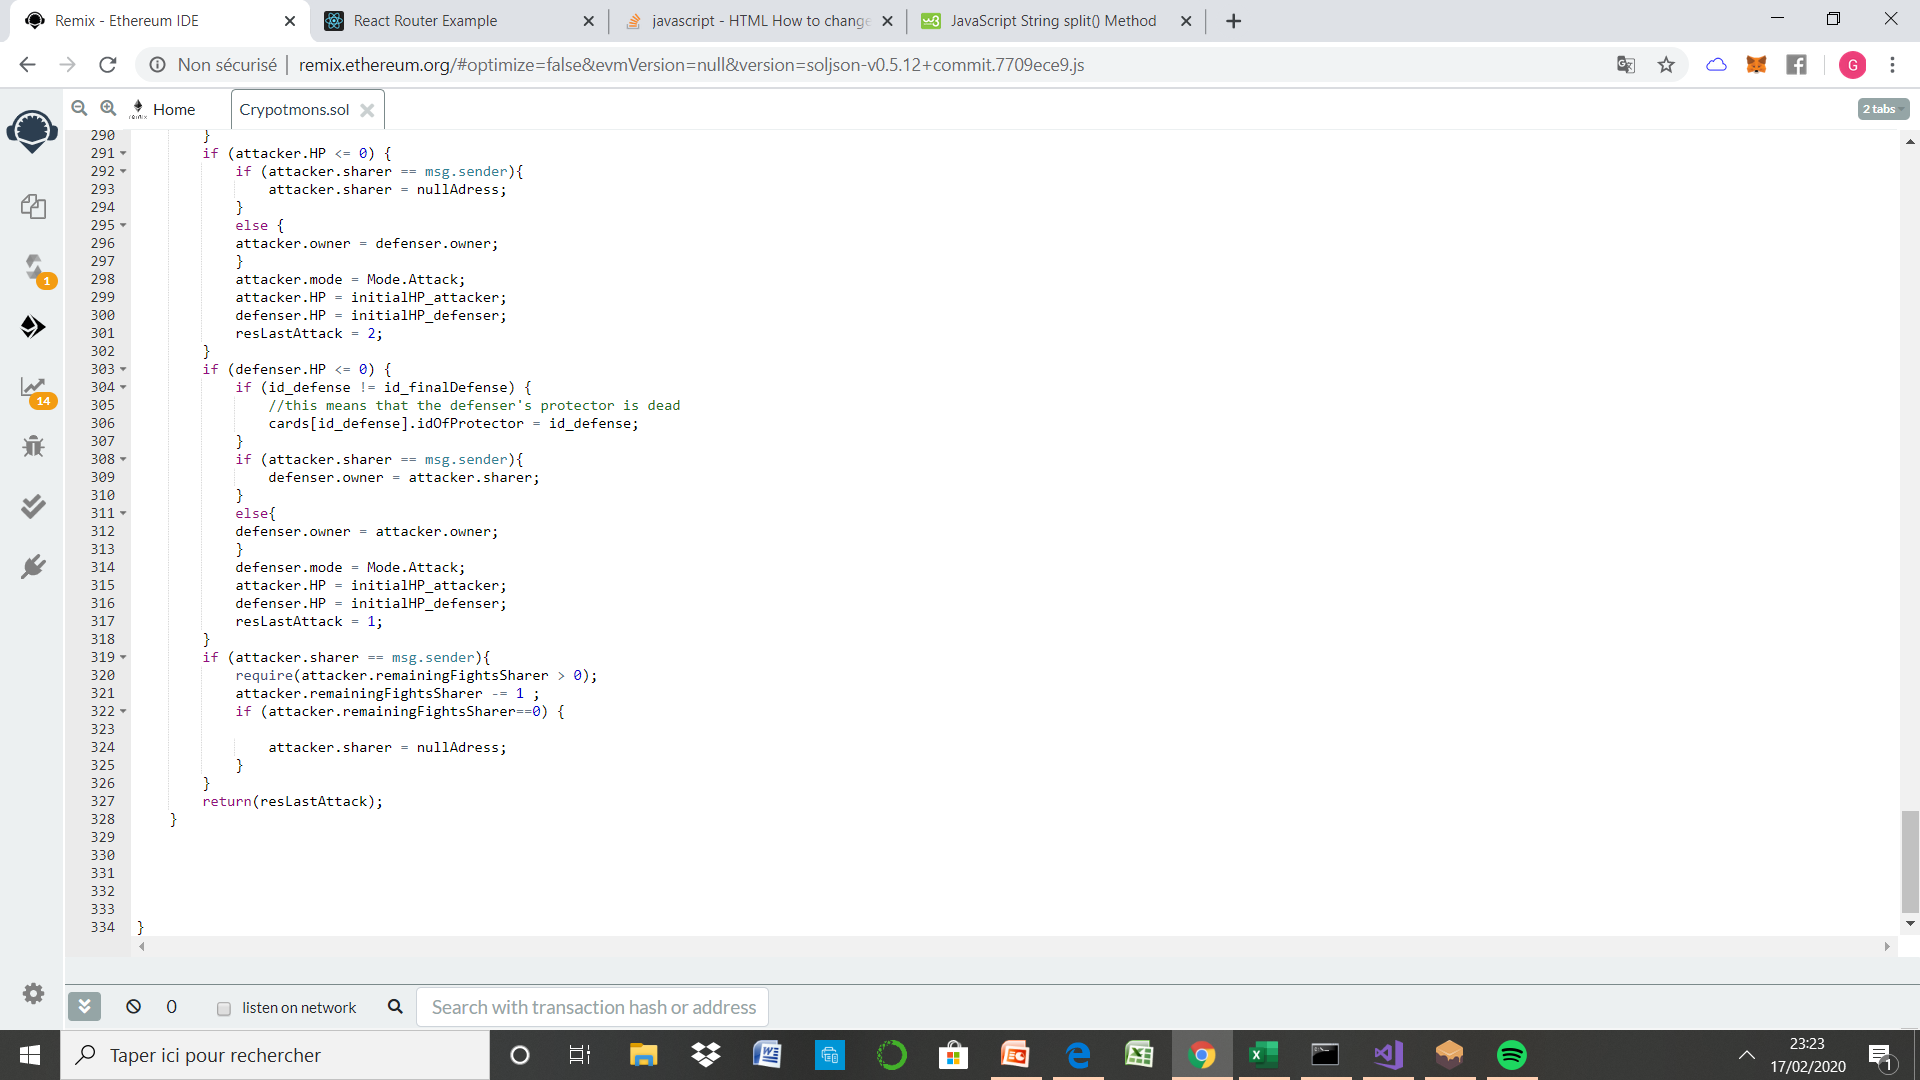 Remix - Ethereum IDE
React Router Example
javascript - HTML How to change
JavaScript String split() Method
Non sécurisé | remix.ethereum.org/#optimize=false&evmVersion=null&version=soljson-v0.5.12+commit.7709ece9.js
G
Home
Crypotmons.sol
2 tabs
290 }
291 if (attacker.HP <= 0) {
292 if (attacker.sharer == msg.sender){
293 attacker.sharer = nullAdress;
294 }
295 else {
296 attacker.owner = defenser.owner;
297 }
298 attacker.mode = Mode.Attack;
299 attacker.HP = initialHP_attacker;
300 defenser.HP = initialHP_defenser;
301 resLastAttack = 2;
302 }
303 if (defenser.HP <= 0) {
304 if (id_defense != id_finalDefense) {
305 //this means that the defenser's protector is dead
306 cards[id_defense].idOfProtector = id_defense;
307 }
308 if (attacker.sharer == msg.sender){
309 defenser.owner = attacker.sharer;
310 }
311 else{
312 defenser.owner = attacker.owner;
313 }
314 defenser.mode = Mode.Attack;
315 attacker.HP = initialHP_attacker;
316 defenser.HP = initialHP_defenser;
317 resLastAttack = 1;
318 }
319 if (attacker.sharer == msg.sender){
320 require(attacker.remainingFightsSharer > 0);
321 attacker.remainingFightsSharer -= 1 ;
322 if (attacker.remainingFightsSharer==0) {
323
324 attacker.sharer = nullAdress;
325 }
326 }
327 return(resLastAttack);
328 }
329
330
331
332
333
334 }
1
14
0
listen on network
Search with transaction hash or address
Taper ici pour rechercher
23:23
17/02/2020
1